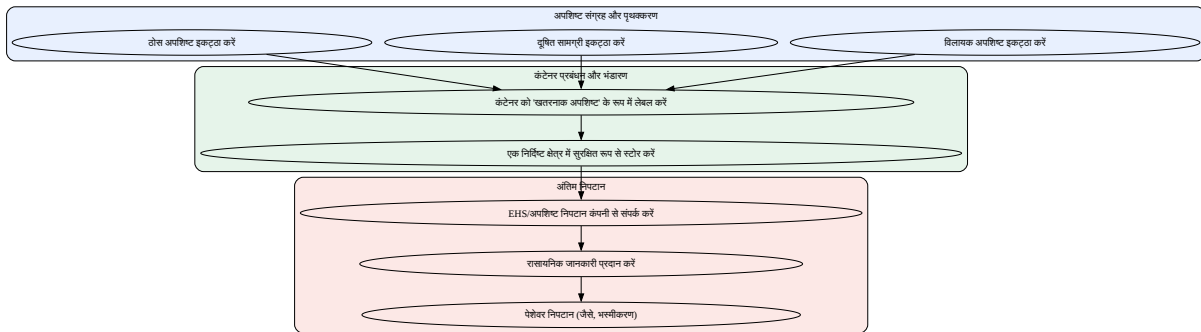 अपशिष्ट संग्रह और पृथक्करण
ठोस अपशिष्ट इकट्ठा करें
दूषित सामग्री इकट्ठा करें
विलायक अपशिष्ट इकट्ठा करें
कंटेनर प्रबंधन और भंडारण
कंटेनर को 'खतरनाक अपशिष्ट' के रूप में लेबल करें
एक निर्दिष्ट क्षेत्र में सुरक्षित रूप से स्टोर करें
अंतिम निपटान
EHS/अपशिष्ट निपटान कंपनी से संपर्क करें
रासायनिक जानकारी प्रदान करें
पेशेवर निपटान (जैसे, भस्मीकरण)